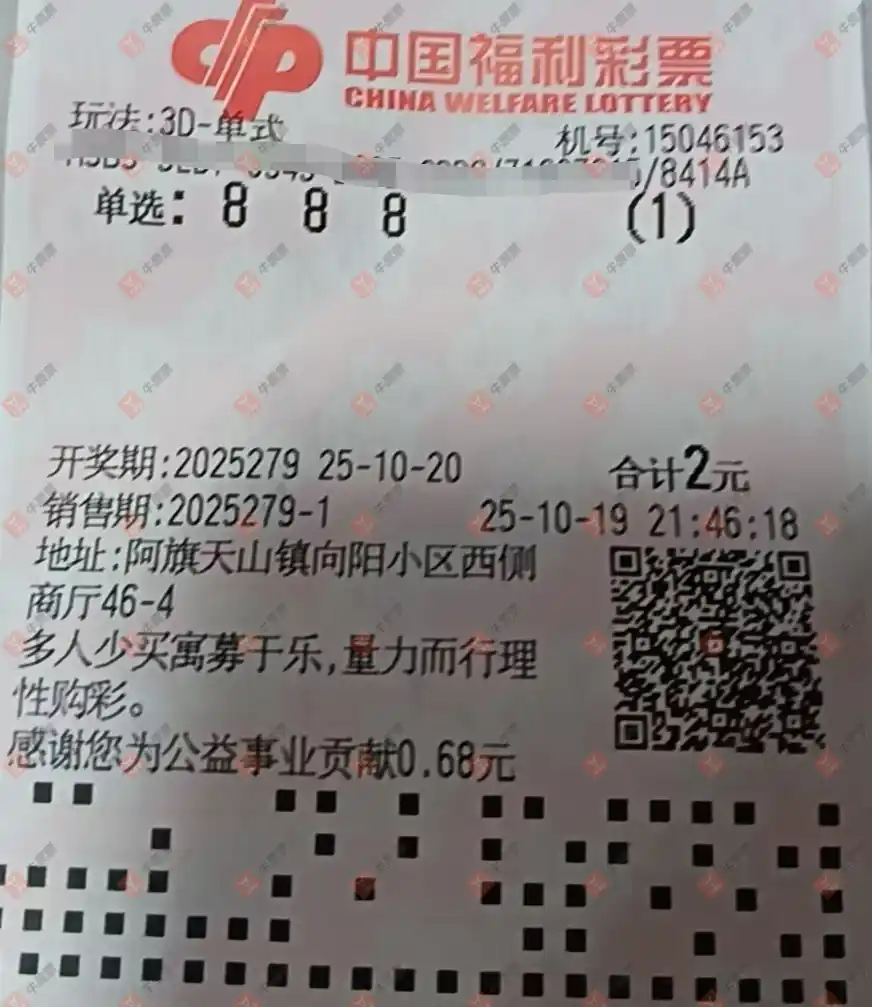 中国福利彩票
CHINA WELFARE LOTTERY
玩法:3D-单式
机号:15046153
/8414A
单选: 8 8 8 (1)
开奖期:2025279 25-10-20 合计2元
销售期:2025279-1 25-10-19 21:46:18
地址:阿旗天山镇向阳小区西侧
商厅46-4
多人少买寓募于乐,量力而行理
性购彩。
感谢您为公益事业贡献0.68元